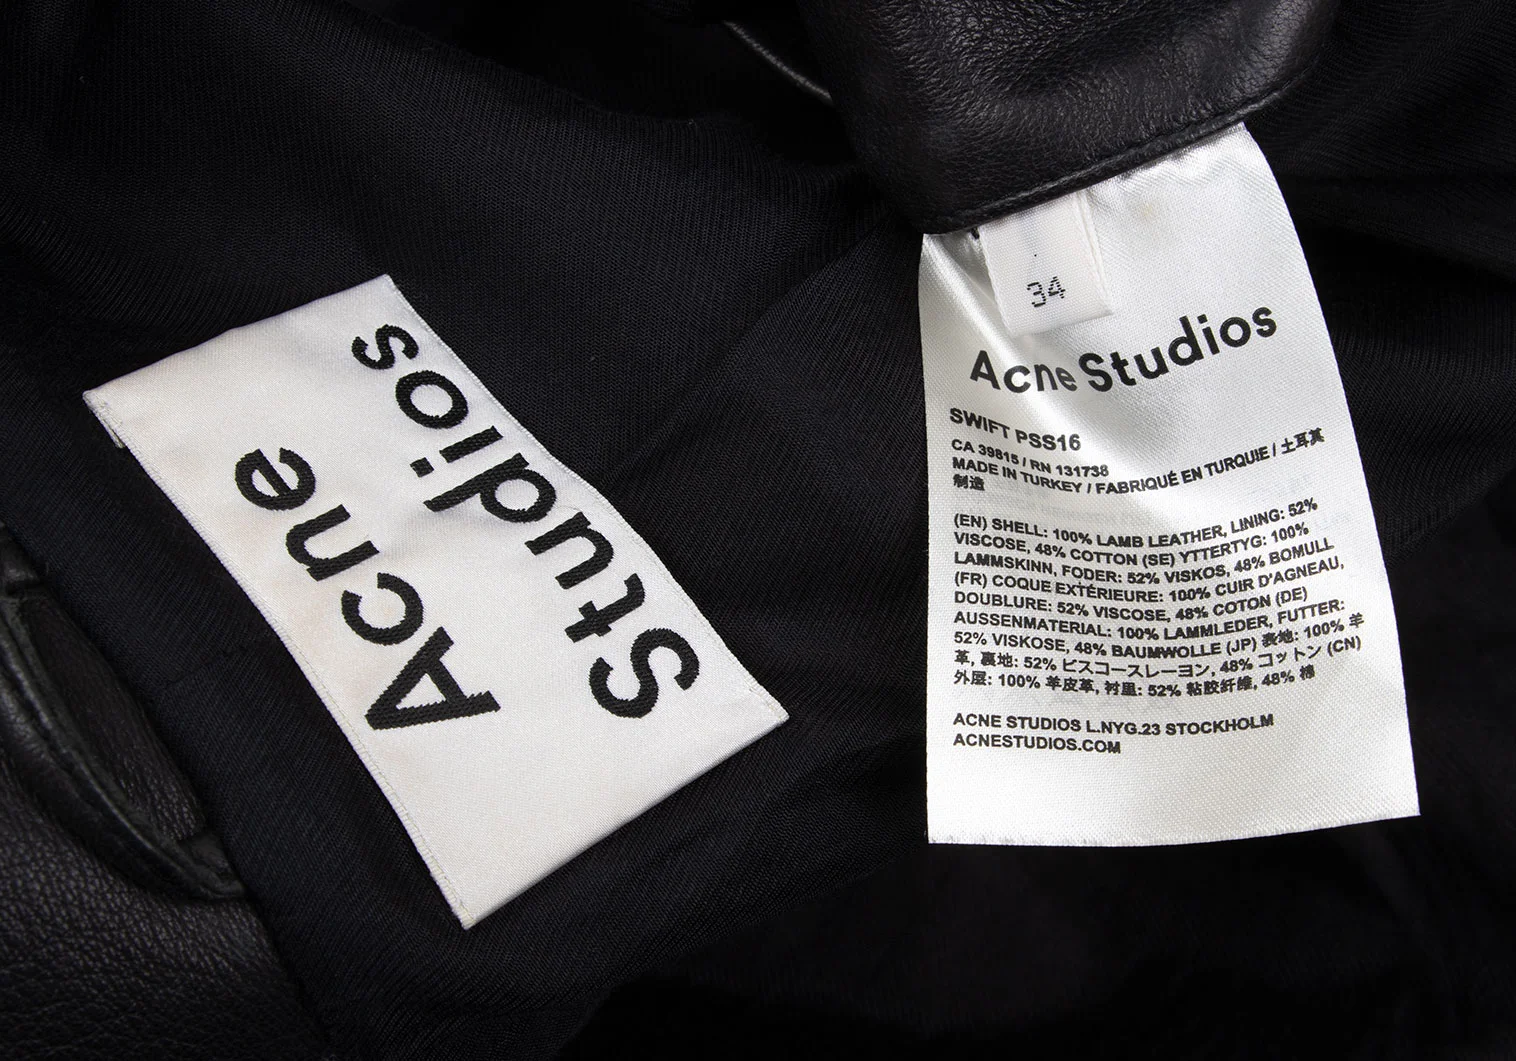 Acne
Studios
34
Acne Studios
SWIFT PSS16
CA 39815 / RN 131738
MADE IN TURKEY / FABRIQUÉ EN TURQUIE / 土耳其
制造
(EN) SHELL: 100% LAMB LEATHER, LINING: 52%
VISCOSE, 48% COTTON (SE) YTTERTYG: 100%
LAMMSKINN, FODER: 52% VISKOS, 48% BOMULL
(FR) COQUE EXTÉRIEURE: 100% CUIR D'AGNEAU,
DOUBLURE: 52% VISCOSE, 48% COTON (DE)
AUSSENMATERIAL: 100% LAMMLEDER, FUTTER:
52% VISKOSE, 48% BAUMWOLLE (JP) 表地: 100% 羊
革, 裏地: 52% ビスコースレーヨン, 48% コットン (CN)
外层: 100% 羊皮革, 衬里: 52% 粘胶纤维, 48% 棉
ACNE STUDIOS L.NYG.23 STOCKHOLM
ACNESTUDIOS.COM